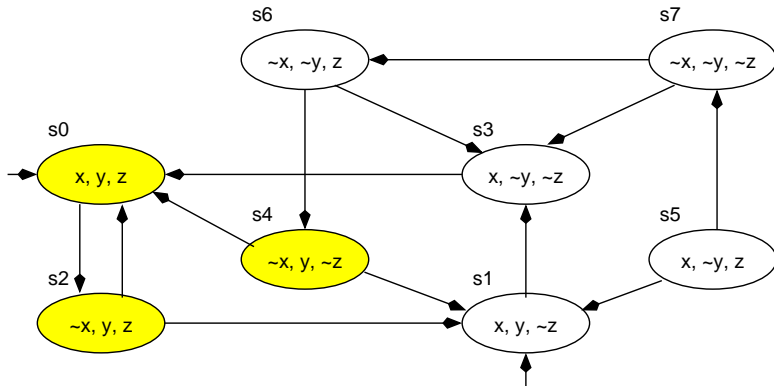 s6
s7
~x, ~y, z
~x, ~y, ~z
s0
s3
x, y, z
x, ~y, ~z
s4
s5
~x, y, ~z
x, ~y, z
s2
s1
~x, y, z
x, y, ~z